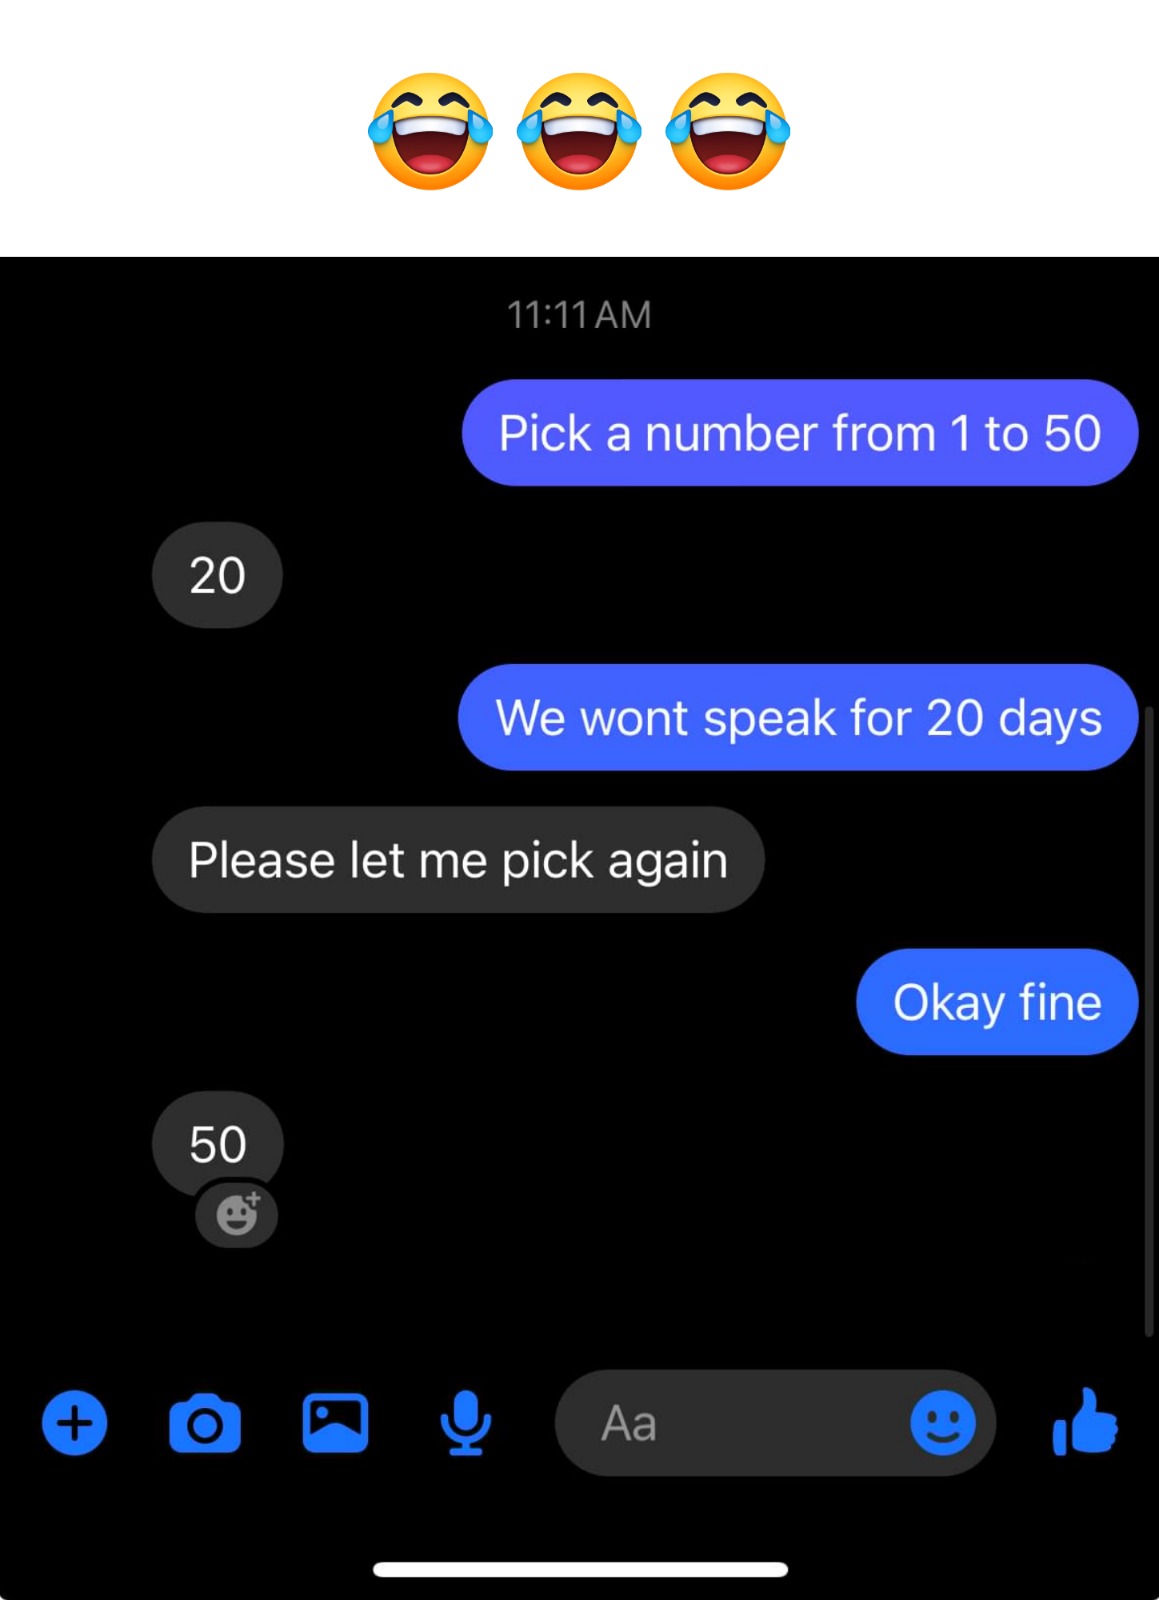 😂😂😂
11:11 AM
Pick a number from 1 to 50
20
We wont speak for 20 days
Please let me pick again
Okay fine
50
Aa